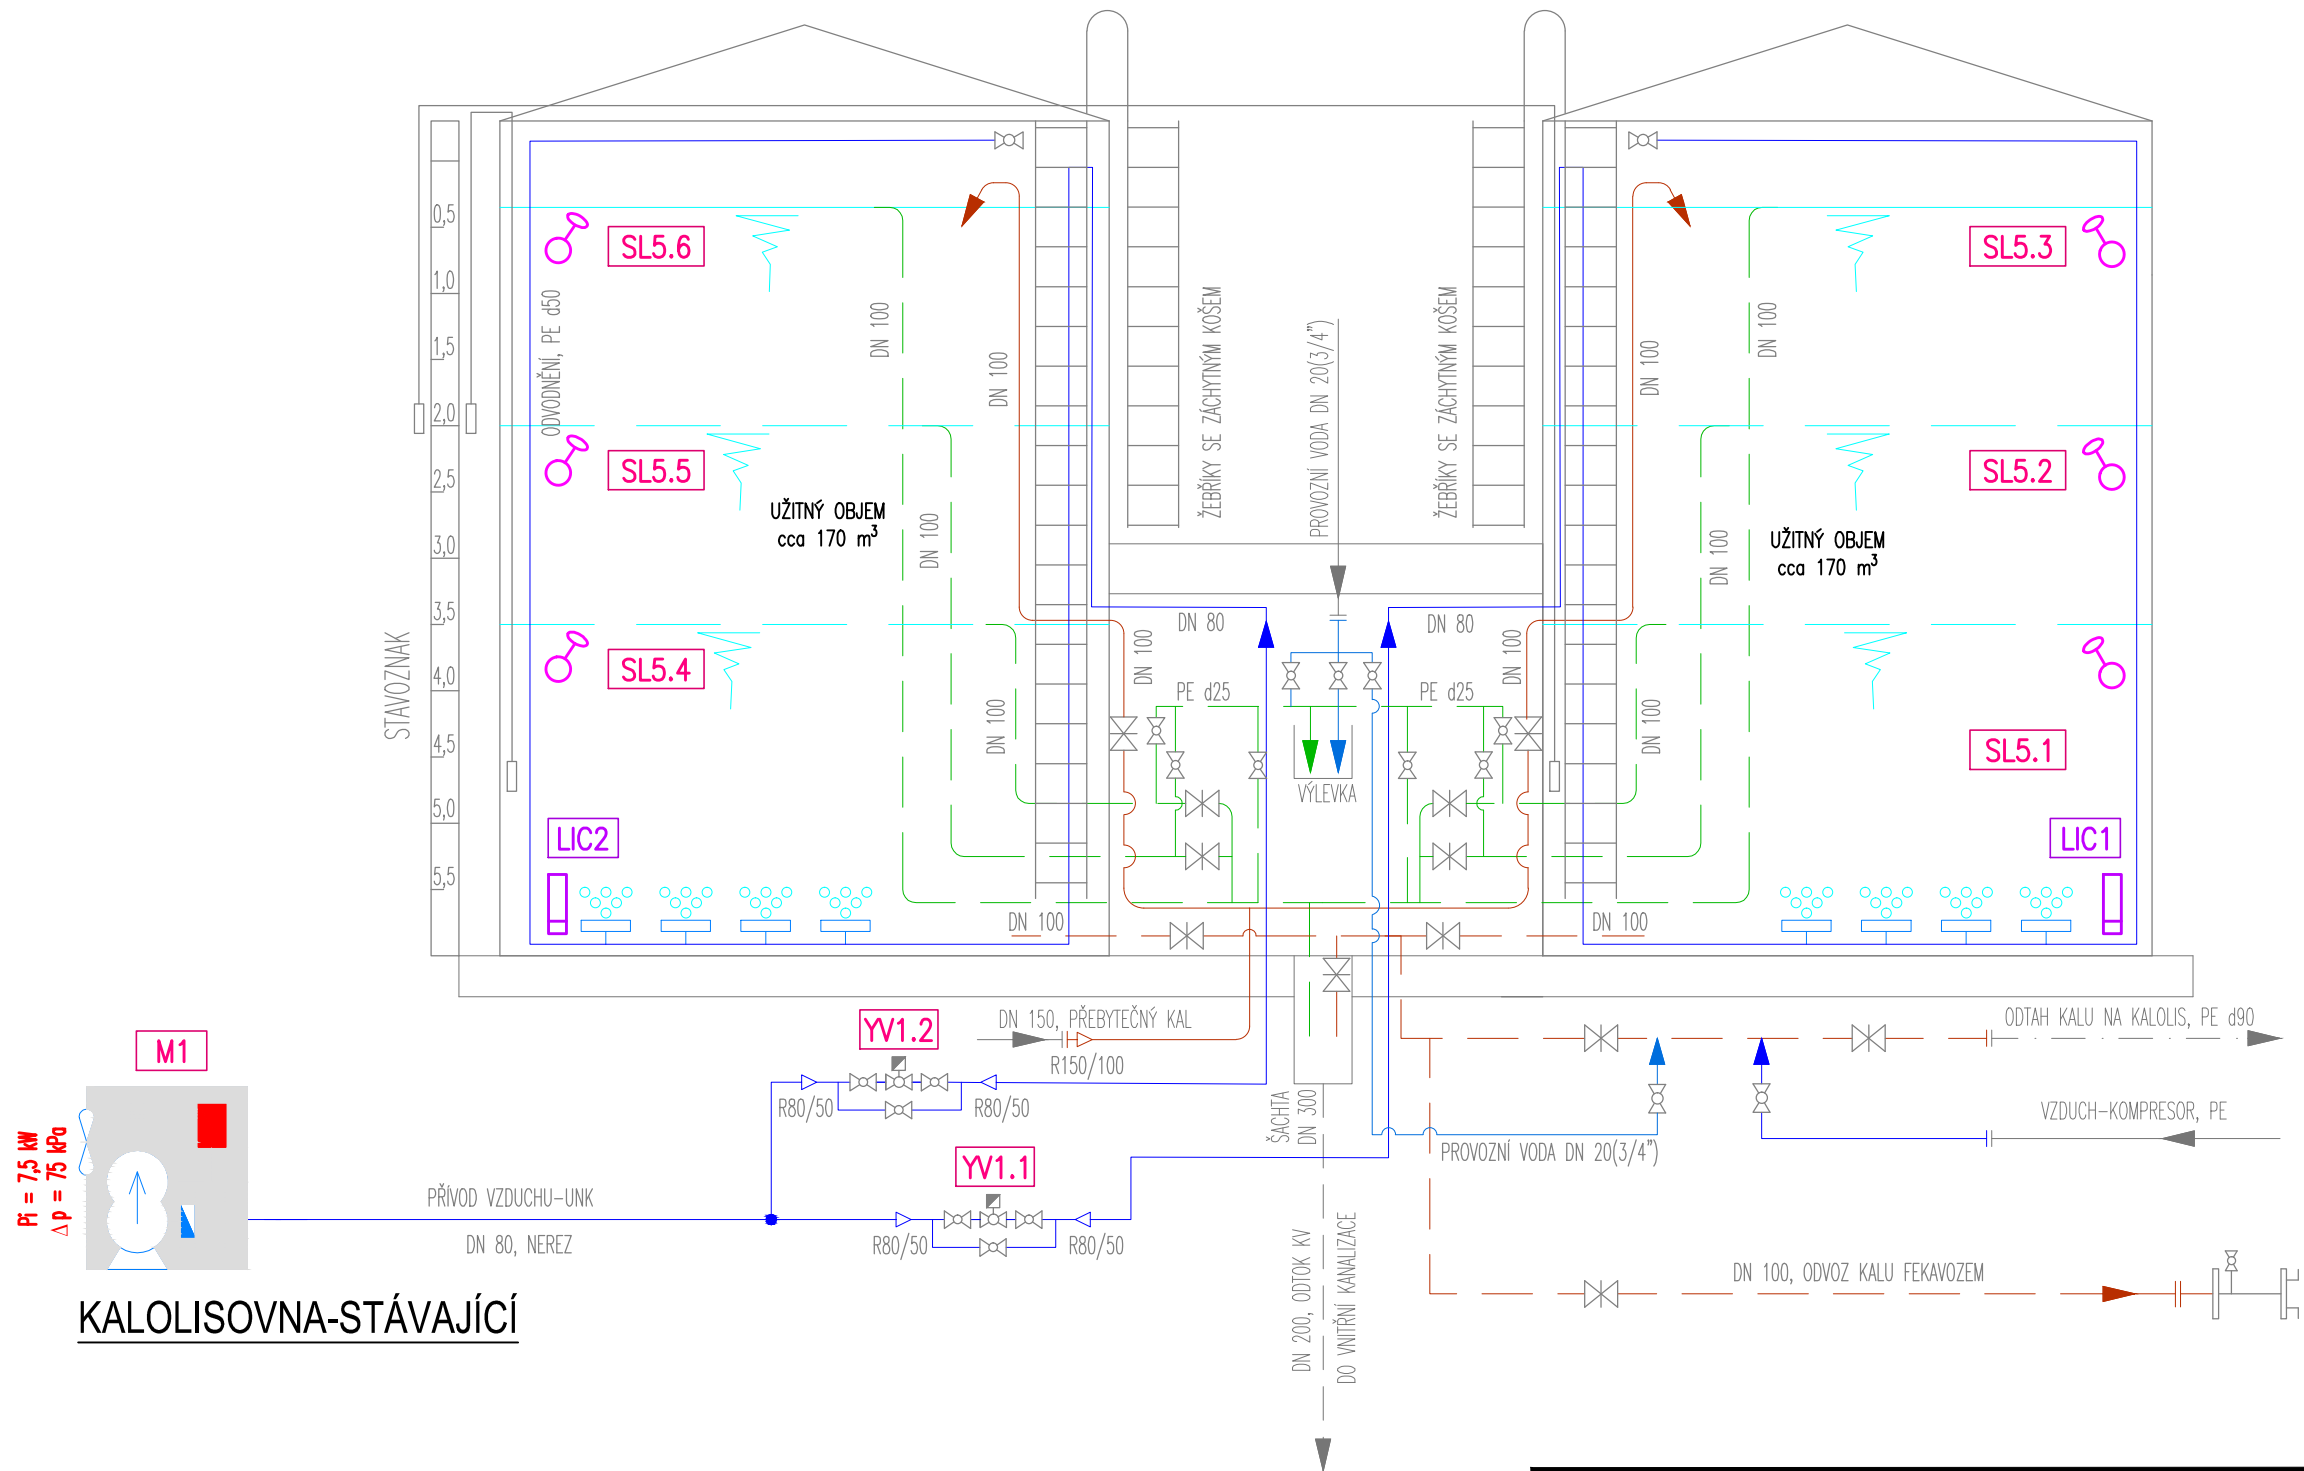 0,5
1,0
1,5
2,0
2,5
3,0
3,5
4,0
4,5
5,0
5,5
STAVOZNAK
SL5.6
ODVODNĚNÍ, PE d50
DN 100
DN 100
SL5.5
UŽITNÝ OBJEM
cca 170 m³
DN 100
SL5.4
DN 100
LIC2
DN 100
ŽEBŘÍKY SE ZÁCHYTNÝM KOŠEM
PROVOZNÍ VODA DN 20(3/4")
ŽEBŘÍKY SE ZÁCHYTNÝM KOŠEM
DN 80
DN 80
DN 100
DN 100
PE d25
PE d25
VÝLEVKA
SL5.3
DN 100
DN 100
SL5.2
DN 100
UŽITNÝ OBJEM
cca 170 m³
DN 100
SL5.1
LIC1
DN 100
M1
Pi = 7,5 kW
Δp = 75 kPa
YV1.2
DN 150, PŘEBYTEČNÝ KAL
R150/100
R80/50
R80/50
ŠACHTA
DN 300
YV1.1
PŘÍVOD VZDUCHU-UNK
DN 80, NEREZ
R80/50
R80/50
ODTAH KALU NA KALOLIS, PE d90
VZDUCH-KOMPRESOR, PE
PROVOZNÍ VODA DN 20(3/4")
DN 200, ODTOK KV
DO VNITŘNÍ KANALIZACE
DN 100, ODVOZ KALU FEKAVOZEM
KALOLISOVNA-STÁVAJÍCÍ